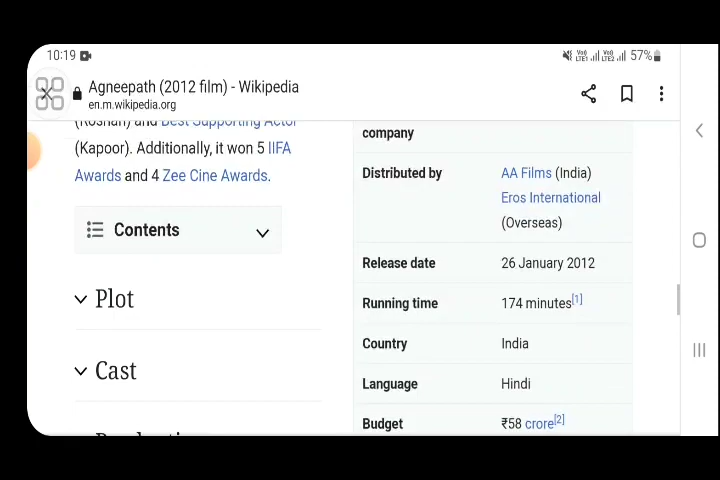 10:19
57%
Agneepath (2012 film) - Wikipedia
en.m.wikipedia.org
(Roshan) and Best Supporting Actor
(Kapoor). Additionally, it won 5 IIFA
Awards and 4 Zee Cine Awards.
Contents
Plot
Cast
company
Distributed by AA Films (India)
Eros International
(Overseas)
Release date 26 January 2012
Running time 174 minutes[1]
Country India
Language Hindi
Budget ₹58 crore[2]